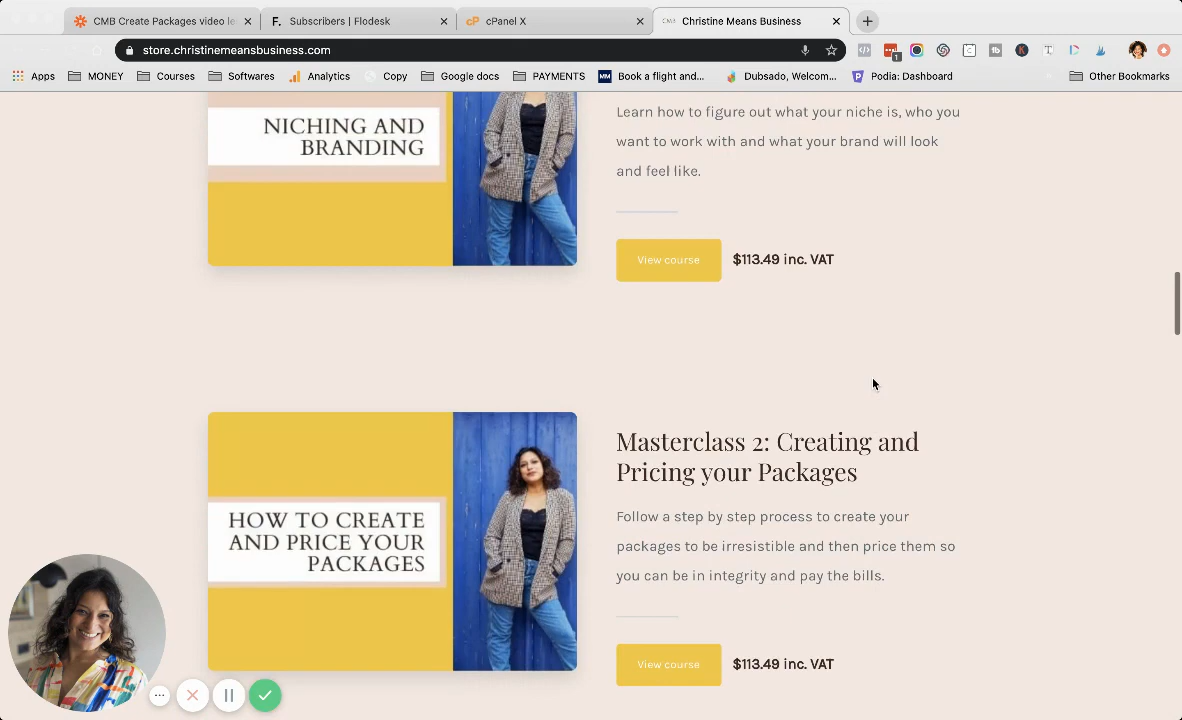 CMB Create Packages video le
Subscribers | Flodesk
cPanel X
Christine Means Business
store.christinemeansbusiness.com
Apps
MONEY
Courses
Softwares
Analytics
Copy
Google docs
PAYMENTS
Book a flight and...
Dubsado, Welcom...
Podia: Dashboard
Other Bookmarks
NICHING AND
BRANDING
Learn how to figure out what your niche is, who you
want to work with and what your brand will look
and feel like.
View course
$113.49 inc. VAT
HOW TO CREATE
AND PRICE YOUR
PACKAGES
Masterclass 2: Creating and
Pricing your Packages
Follow a step by step process to create your
packages to be irresistible and then price them so
you can be in integrity and pay the bills.
View course
$113.49 inc. VAT